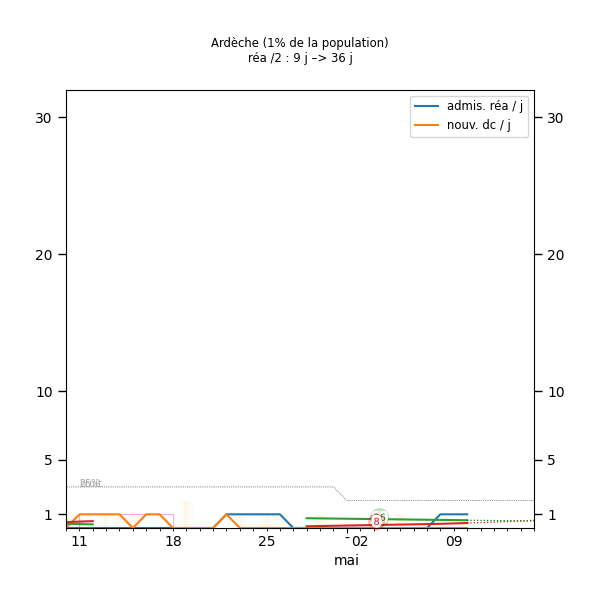 Ardèche (1% de la population)
réa /2 : 9 j –> 36 j
admis. réa / j
nouv. dc / j
30 30
20 20
10 10
5 5
1 1
8
11 18 25 02 09
mai